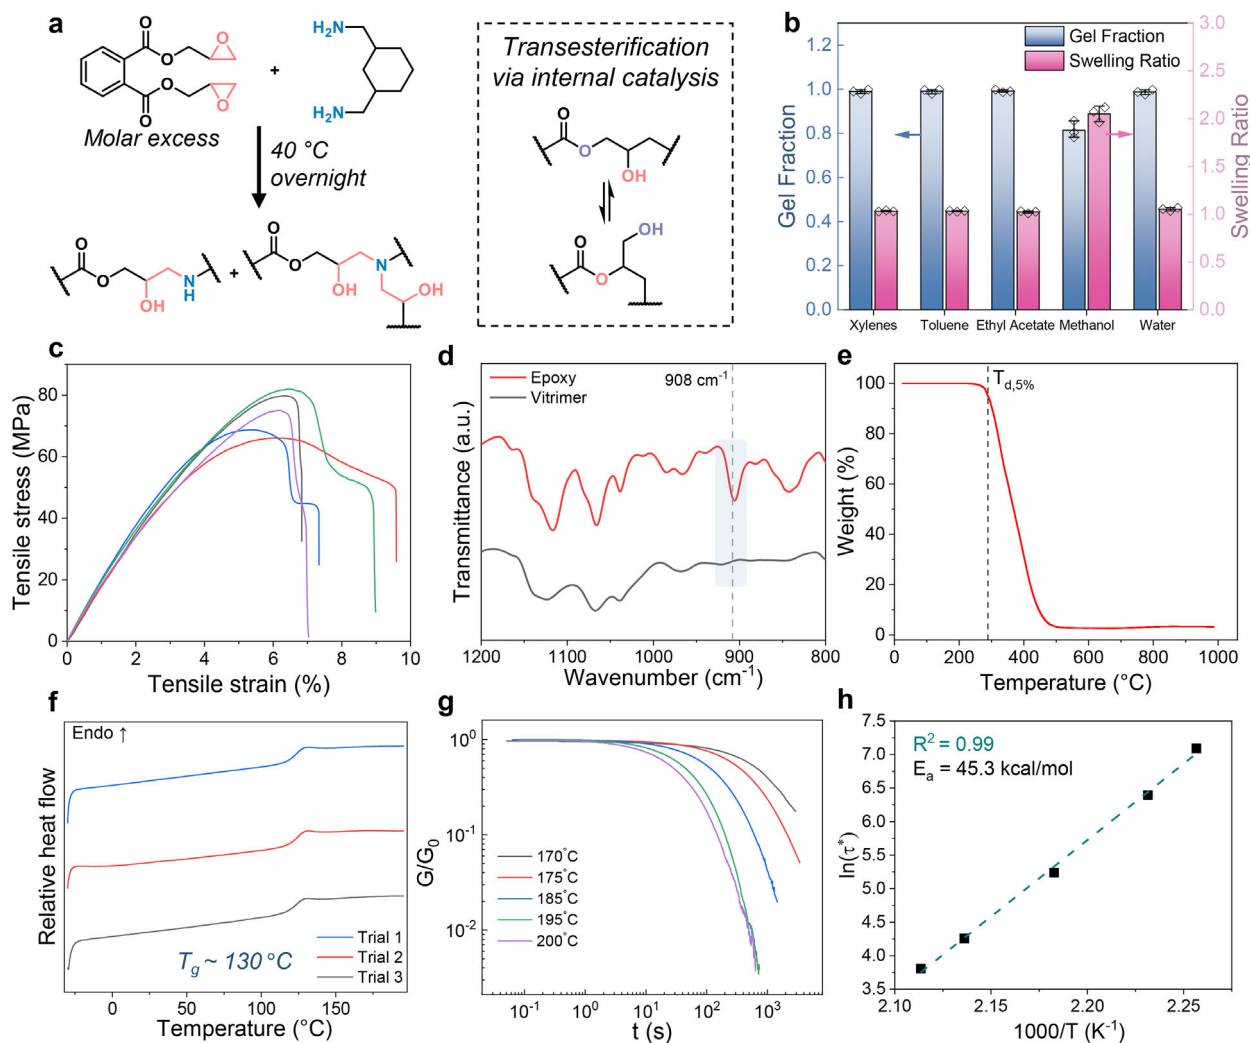 a
O
O
O
O
O
O
Molar excess
+
H₂N
H₂N
40 °C
overnight
O
O
OH
N
H
+
O
O
OH
N
OH
Transesterification
via internal catalysis
O
O
OH
O
O
OH
b
Gel Fraction
Swelling Ratio
Gel Fraction
1.2
1.0
0.8
0.6
0.4
0.2
0.0
3.0
2.5
2.0
1.5
1.0
0.5
0.0
Swelling Ratio
Xylenes Toluene Ethyl Acetate Methanol Water
c
Tensile stress (MPa)
80
60
40
20
0
0 2 4 6 8 10
Tensile strain (%)
d
Epoxy
Vitrimer
908 cm⁻¹
Transmittance (a.u.)
1200 1100 1000 900 800
Wavenumber (cm⁻¹)
e
T_d,5%
Weight (%)
100
80
60
40
20
0
0 200 400 600 800 1000
Temperature (°C)
f
Endo ↑
Relative heat flow
T_g ~ 130 °C
Trial 1
Trial 2
Trial 3
0 50 100 150
Temperature (°C)
g
G/G₀
10⁰
10⁻¹
10⁻²
170°C
175°C
185°C
195°C
200°C
10⁻¹ 10⁰ 10¹ 10² 10³
t (s)
h
R² = 0.99
E_a = 45.3 kcal/mol
ln(τ*)
7.5
7.0
6.5
6.0
5.5
5.0
4.5
4.0
3.5
2.10 2.15 2.20 2.25
1000/T (K⁻¹)